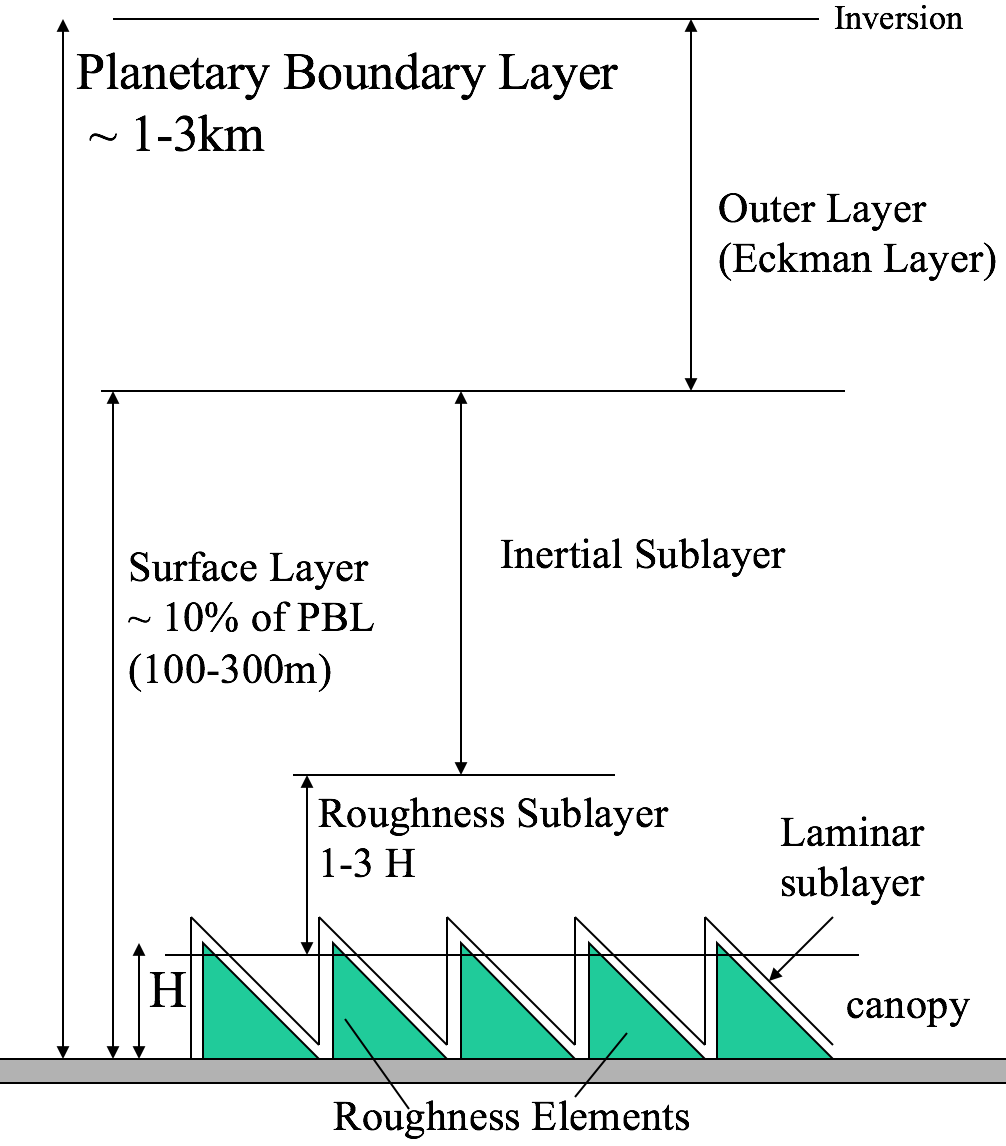 Inversion
Planetary Boundary Layer
~ 1-3km
Outer Layer
(Eckman Layer)
Surface Layer
~ 10% of PBL
(100-300m)
Inertial Sublayer
Roughness Sublayer
1-3 H
Laminar
sublayer
H
canopy
Roughness Elements